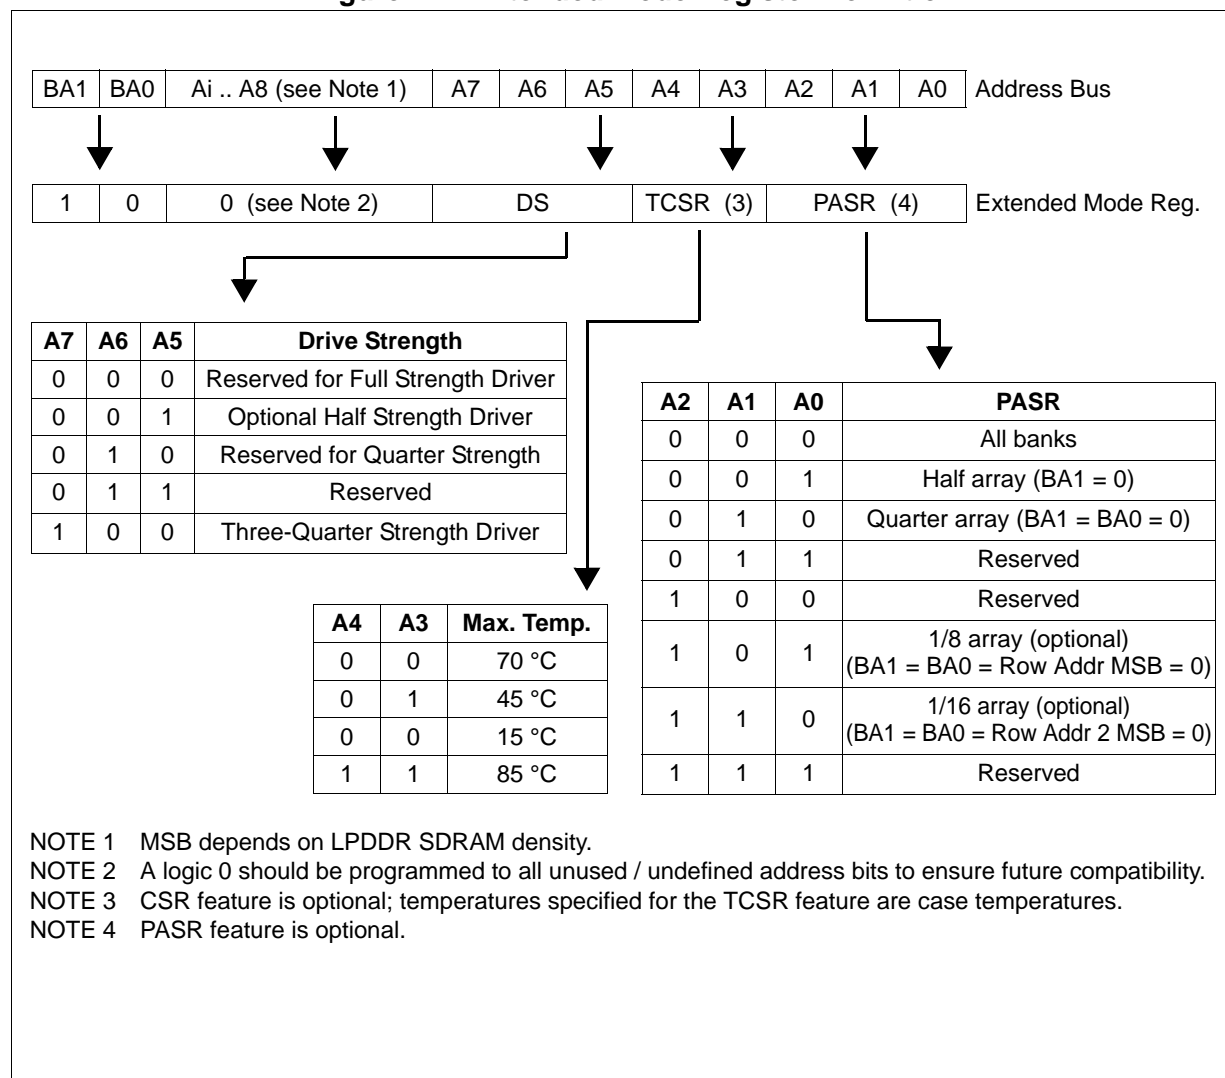 BA1 BA0 Ai .. A8 (see Note 1) A7 A6 A5 A4 A3 A2 A1 A0 Address Bus
1 0 0 (see Note 2) DS TCSR (3) PASR (4) Extended Mode Reg.
A7 A6 A5 Drive Strength
0 0 0 Reserved for Full Strength Driver
0 0 1 Optional Half Strength Driver
0 1 0 Reserved for Quarter Strength
0 1 1 Reserved
1 0 0 Three-Quarter Strength Driver
A4 A3 Max. Temp.
0 0 70 °C
0 1 45 °C
0 0 15 °C
1 1 85 °C
A2 A1 A0 PASR
0 0 0 All banks
0 0 1 Half array (BA1 = 0)
0 1 0 Quarter array (BA1 = BA0 = 0)
0 1 1 Reserved
1 0 0 Reserved
1 0 1 1/8 array (optional)
(BA1 = BA0 = Row Addr MSB = 0)
1 1 0 1/16 array (optional)
(BA1 = BA0 = Row Addr 2 MSB = 0)
1 1 1 Reserved
NOTE 1 MSB depends on LPDDR SDRAM density.
NOTE 2 A logic 0 should be programmed to all unused / undefined address bits to ensure future compatibility.
NOTE 3 CSR feature is optional; temperatures specified for the TCSR feature are case temperatures.
NOTE 4 PASR feature is optional.